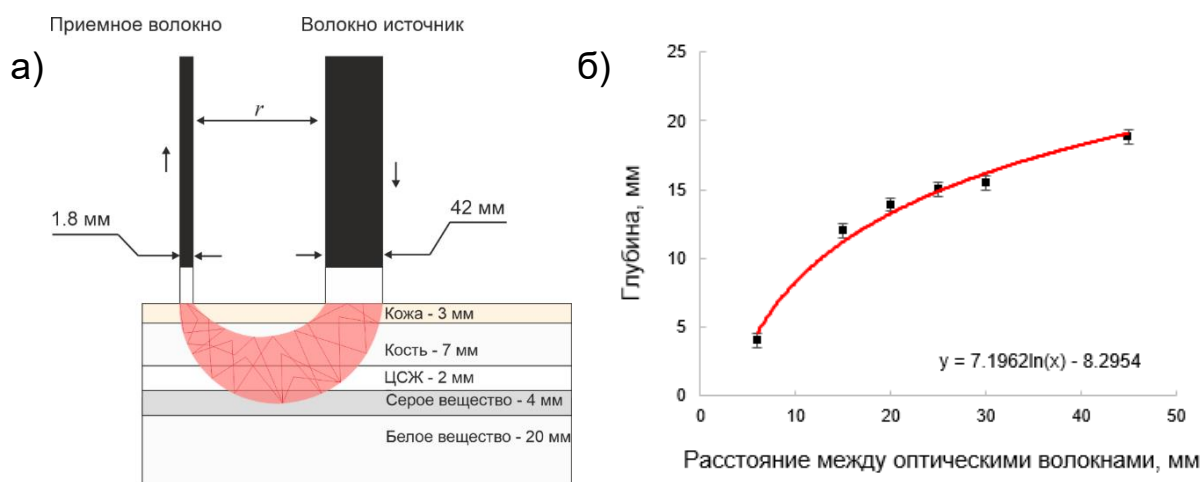 а)
Приемное волокно
Волокно источник
r
1.8 мм
42 мм
Кожа - 3 мм
Кость - 7 мм
ЦСЖ - 2 мм
Серое вещество - 4 мм
Белое вещество - 20 мм
б)
Глубина, мм
25
20
15
10
5
0
y = 7.1962ln(x) - 8.2954
0 10 20 30 40 50
Расстояние между оптическими волокнами, мм